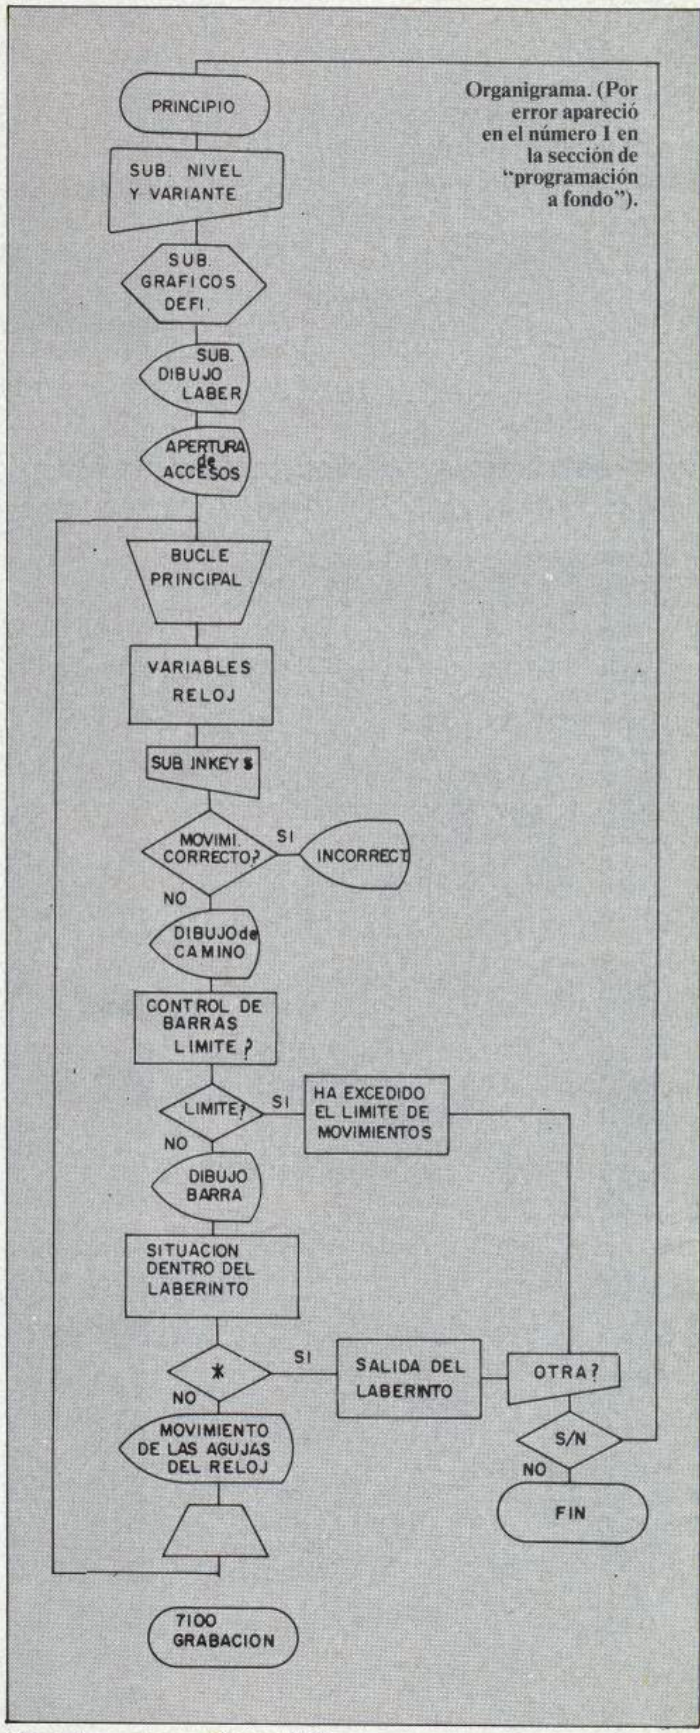 Organigrama. (Por
error apareció
en el número 1 en
la sección de
“programación
a fondo”).
PRINCIPIO
SUB. NIVEL
Y VARIANTE
SUB.
GRAFICOS
DEFI.
SUB.
DIBUJO
LABER
APERTURA
de
ACCESOS
BUCLE
PRINCIPAL
VARIABLES
RELOJ
SUB INKEY $
MOVIMI.
CORRECTO?
SI
INCORRECT
NO
DIBUJO de
CAMINO
CONTROL DE
BARRAS
LIMITE ?
LIMITE?
SI
HA EXCEDIDO
EL LIMITE DE
MOVIMIENTOS
NO
DIBUJO
BARRA
SITUACION
DENTRO DEL
LABERINTO
*
SI
SALIDA DEL
LABERINTO
OTRA?
NO
S/N
NO
FIN
MOVIMIENTO
DE LAS AGUJAS
DEL RELOJ
7100
GRABACION